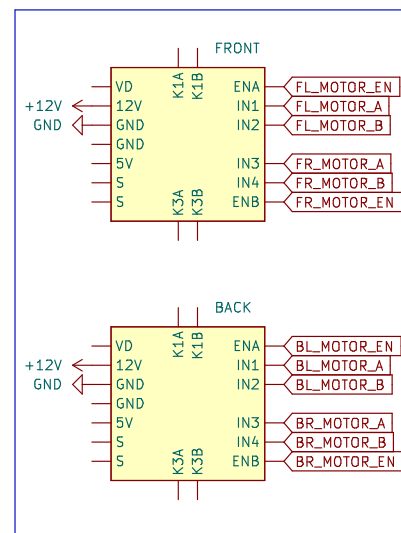 FRONT
K1A K1B
VD ENA FL_MOTOR_EN
+12V 12V IN1 FL_MOTOR_A
GND GND IN2 FL_MOTOR_B
GND
5V IN3 FR_MOTOR_A
S IN4 FR_MOTOR_B
S ENB FR_MOTOR_EN
K3A K3B
BACK
K1A K1B
VD ENA BL_MOTOR_EN
+12V 12V IN1 BL_MOTOR_A
GND GND IN2 BL_MOTOR_B
GND
5V IN3 BR_MOTOR_A
S IN4 BR_MOTOR_B
S ENB BR_MOTOR_EN
K3A K3B